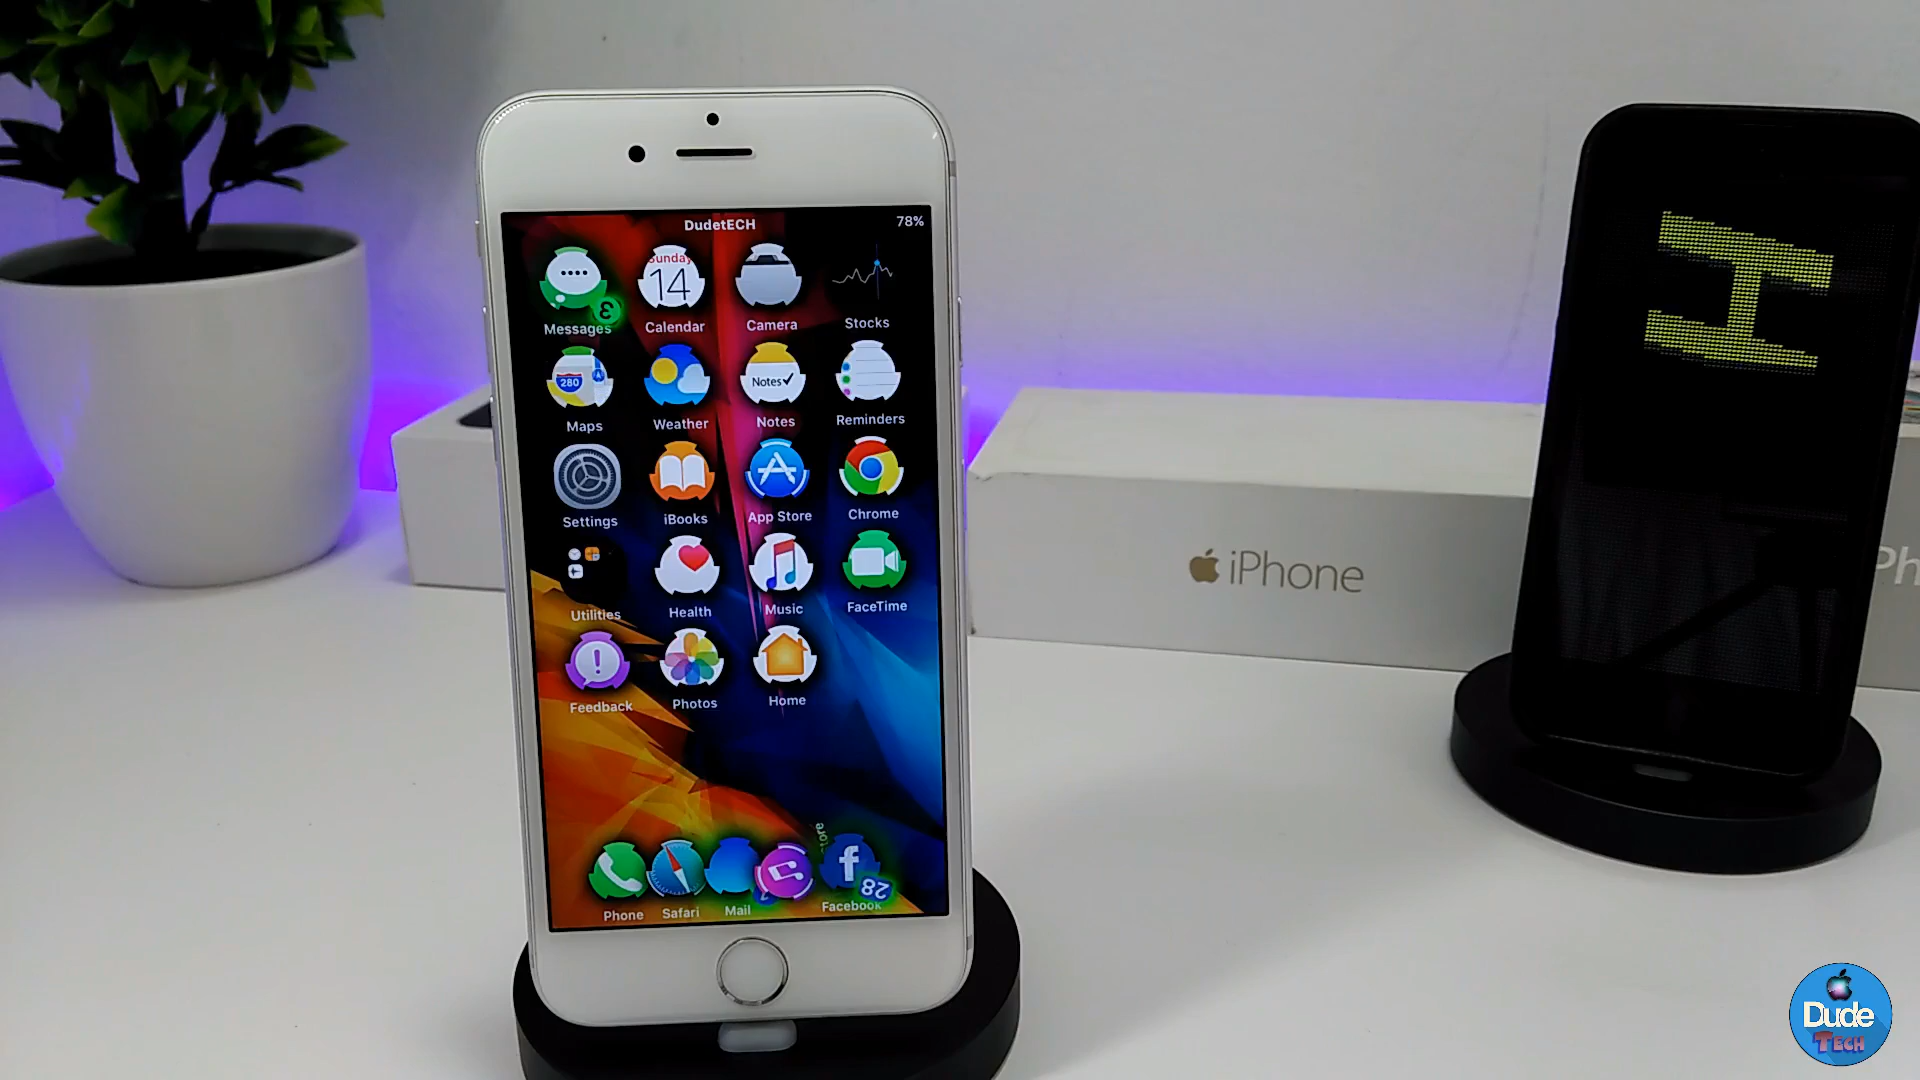 DudetECH
78%
3
Messages
Sunday
14
Calendar
Camera
Stocks
280
Maps
Weather
Notes✓
Notes
Reminders
Settings
iBooks
App Store
Chrome
Utilities
Health
Music
FaceTime
Feedback
Photos
Home
Phone
Safari
Mail
28
Facebook
iPhone
H
Dude
TECH